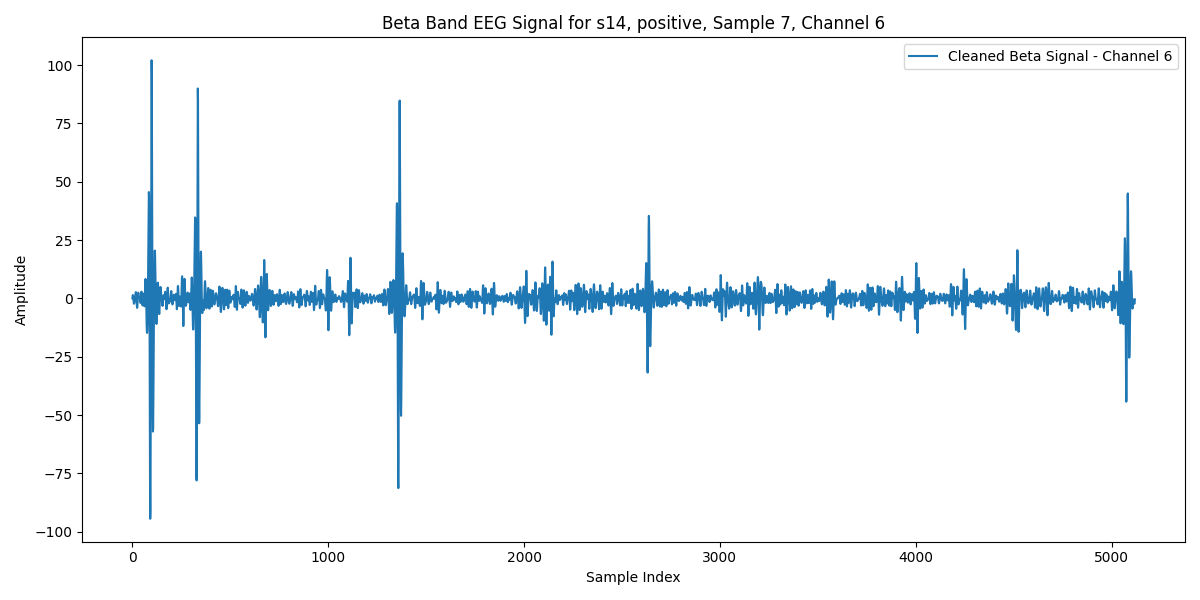 Beta Band EEG Signal for s14, positive, Sample 7, Channel 6
Cleaned Beta Signal - Channel 6
Amplitude
100
75
50
25
0
−25
−50
−75
−100
0 1000 2000 3000 4000 5000
Sample Index